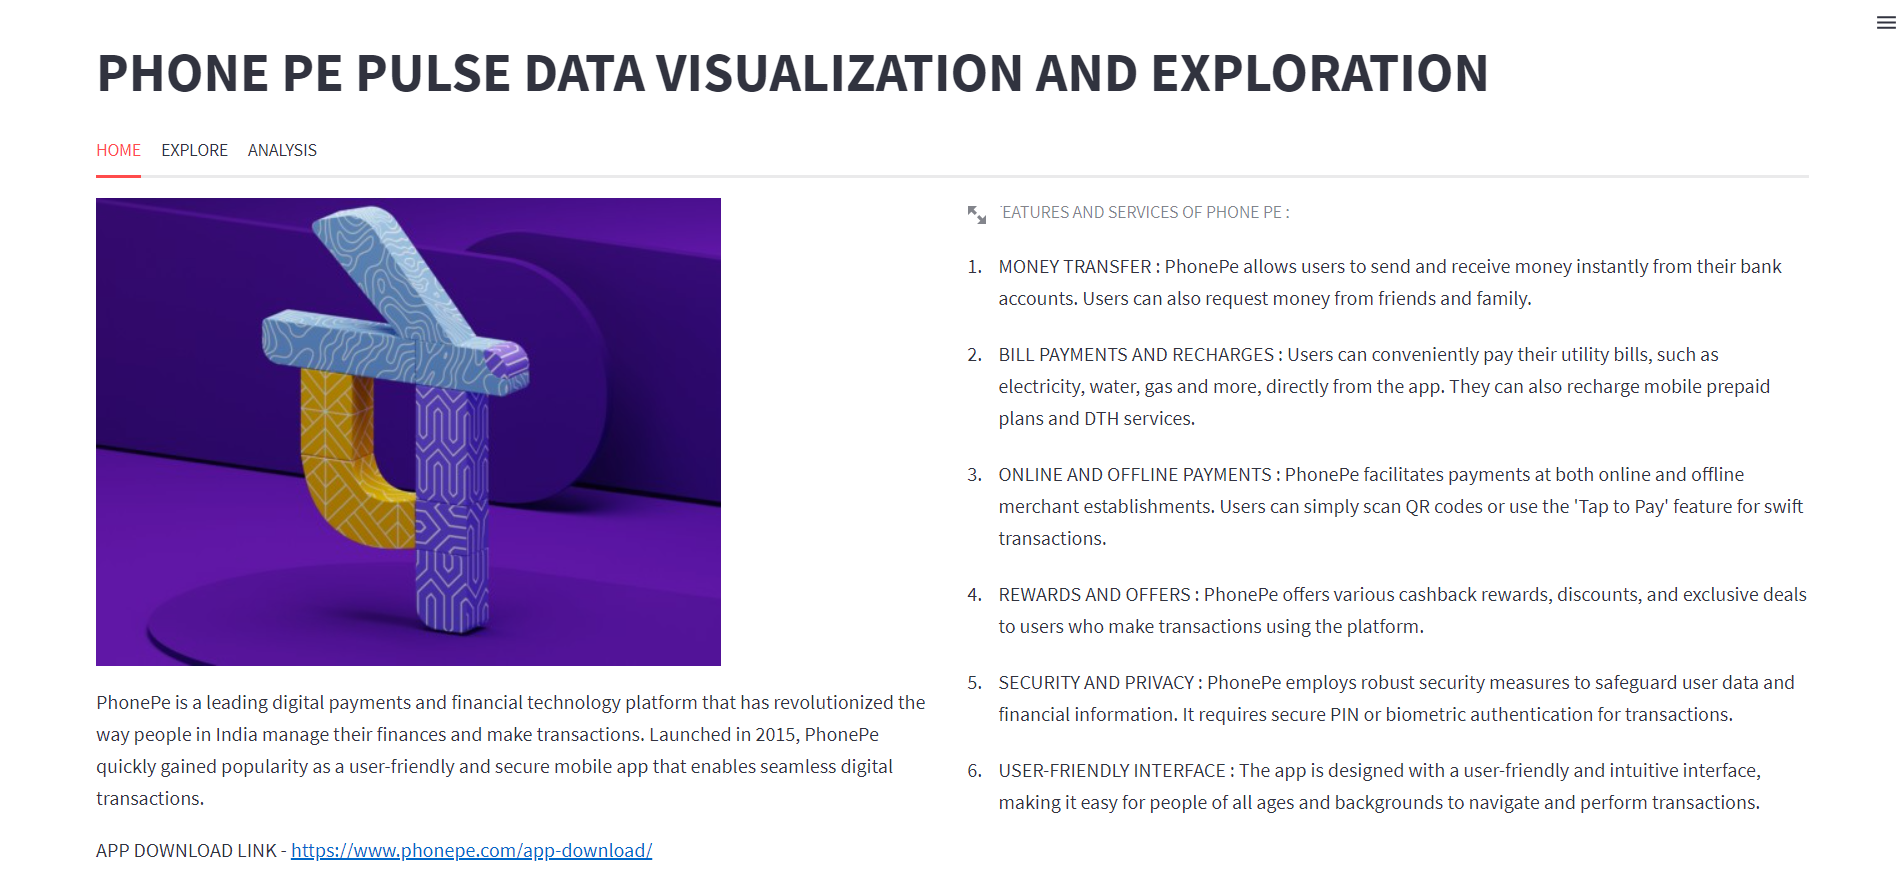 PHONE PE PULSE DATA VISUALIZATION AND EXPLORATION
HOME EXPLORE ANALYSIS
PhonePe is a leading digital payments and financial technology platform that has revolutionized the
way people in India manage their finances and make transactions. Launched in 2015, PhonePe
quickly gained popularity as a user-friendly and secure mobile app that enables seamless digital
transactions.
APP DOWNLOAD LINK - https://www.phonepe.com/app-download/
EATURES AND SERVICES OF PHONE PE :
1. MONEY TRANSFER : PhonePe allows users to send and receive money instantly from their bank
accounts. Users can also request money from friends and family.
2. BILL PAYMENTS AND RECHARGES : Users can conveniently pay their utility bills, such as
electricity, water, gas and more, directly from the app. They can also recharge mobile prepaid
plans and DTH services.
3. ONLINE AND OFFLINE PAYMENTS : PhonePe facilitates payments at both online and offline
merchant establishments. Users can simply scan QR codes or use the 'Tap to Pay' feature for swift
transactions.
4. REWARDS AND OFFERS : PhonePe offers various cashback rewards, discounts, and exclusive deals
to users who make transactions using the platform.
5. SECURITY AND PRIVACY : PhonePe employs robust security measures to safeguard user data and
financial information. It requires secure PIN or biometric authentication for transactions.
6. USER-FRIENDLY INTERFACE : The app is designed with a user-friendly and intuitive interface,
making it easy for people of all ages and backgrounds to navigate and perform transactions.